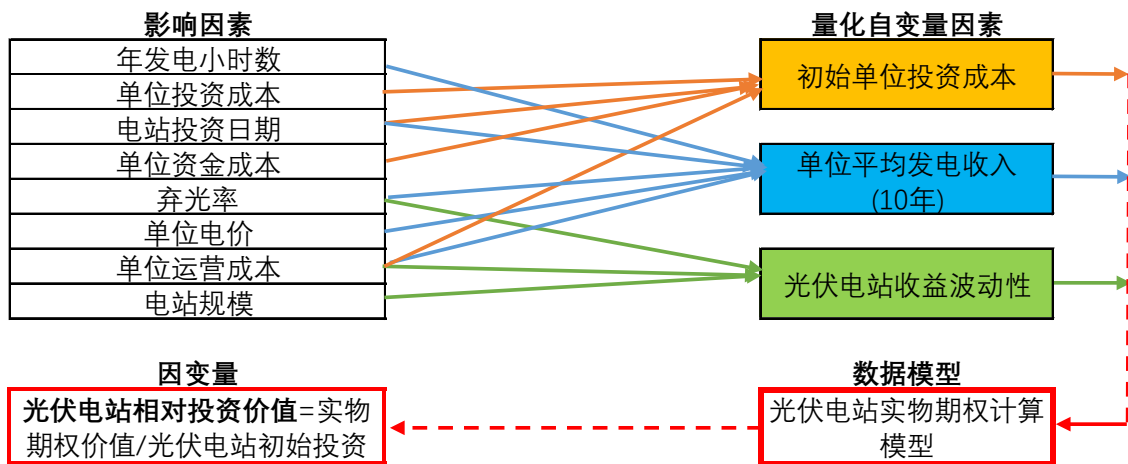 影响因素
年发电小时数
单位投资成本
电站投资日期
单位资金成本
弃光率
单位电价
单位运营成本
电站规模
量化自变量因素
初始单位投资成本
单位平均发电收入
(10年)
光伏电站收益波动性
因变量
光伏电站相对投资价值=实物
期权价值/光伏电站初始投资
数据模型
光伏电站实物期权计算
模型